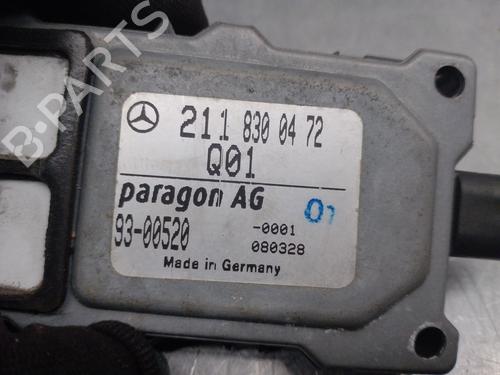 B-PARTS
211 830 04 72
Q01
paragon AG 01
93-00520 -0001
080328
Made in Germany